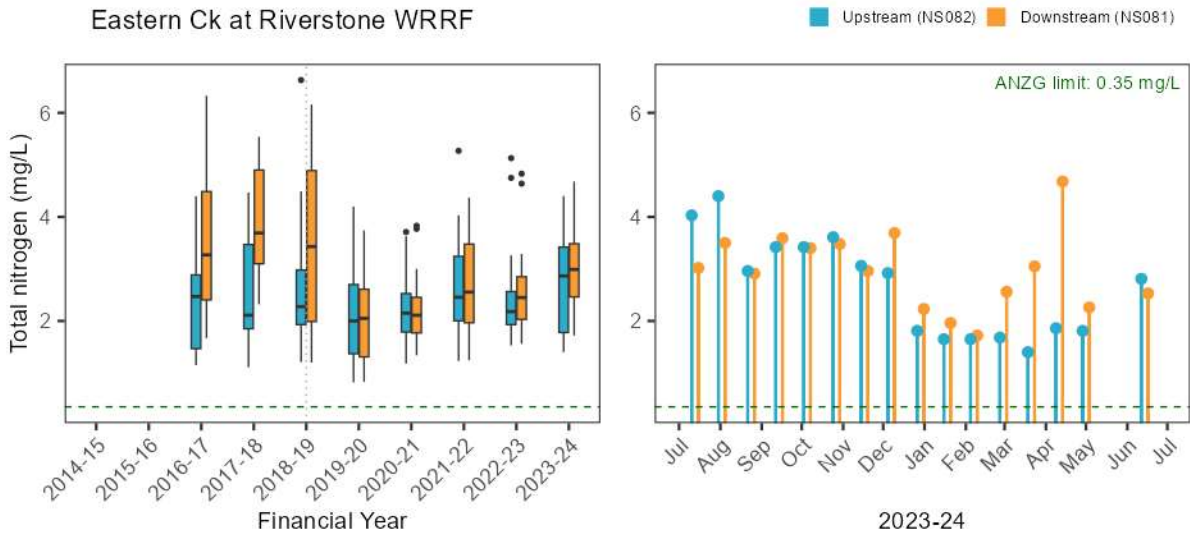 Eastern Ck at Riverstone WRRF
Upstream (NS082) Downstream (NS081)
Total nitrogen (mg/L)
6
4
2
2014-15
2015-16
2016-17
2017-18
2018-19
2019-20
2020-21
2021-22
2022-23
2023-24
Financial Year
ANZG limit: 0.35 mg/L
6
4
2
Jul
Aug
Sep
Oct
Nov
Dec
Jan
Feb
Mar
Apr
May
Jun
Jul
2023-24